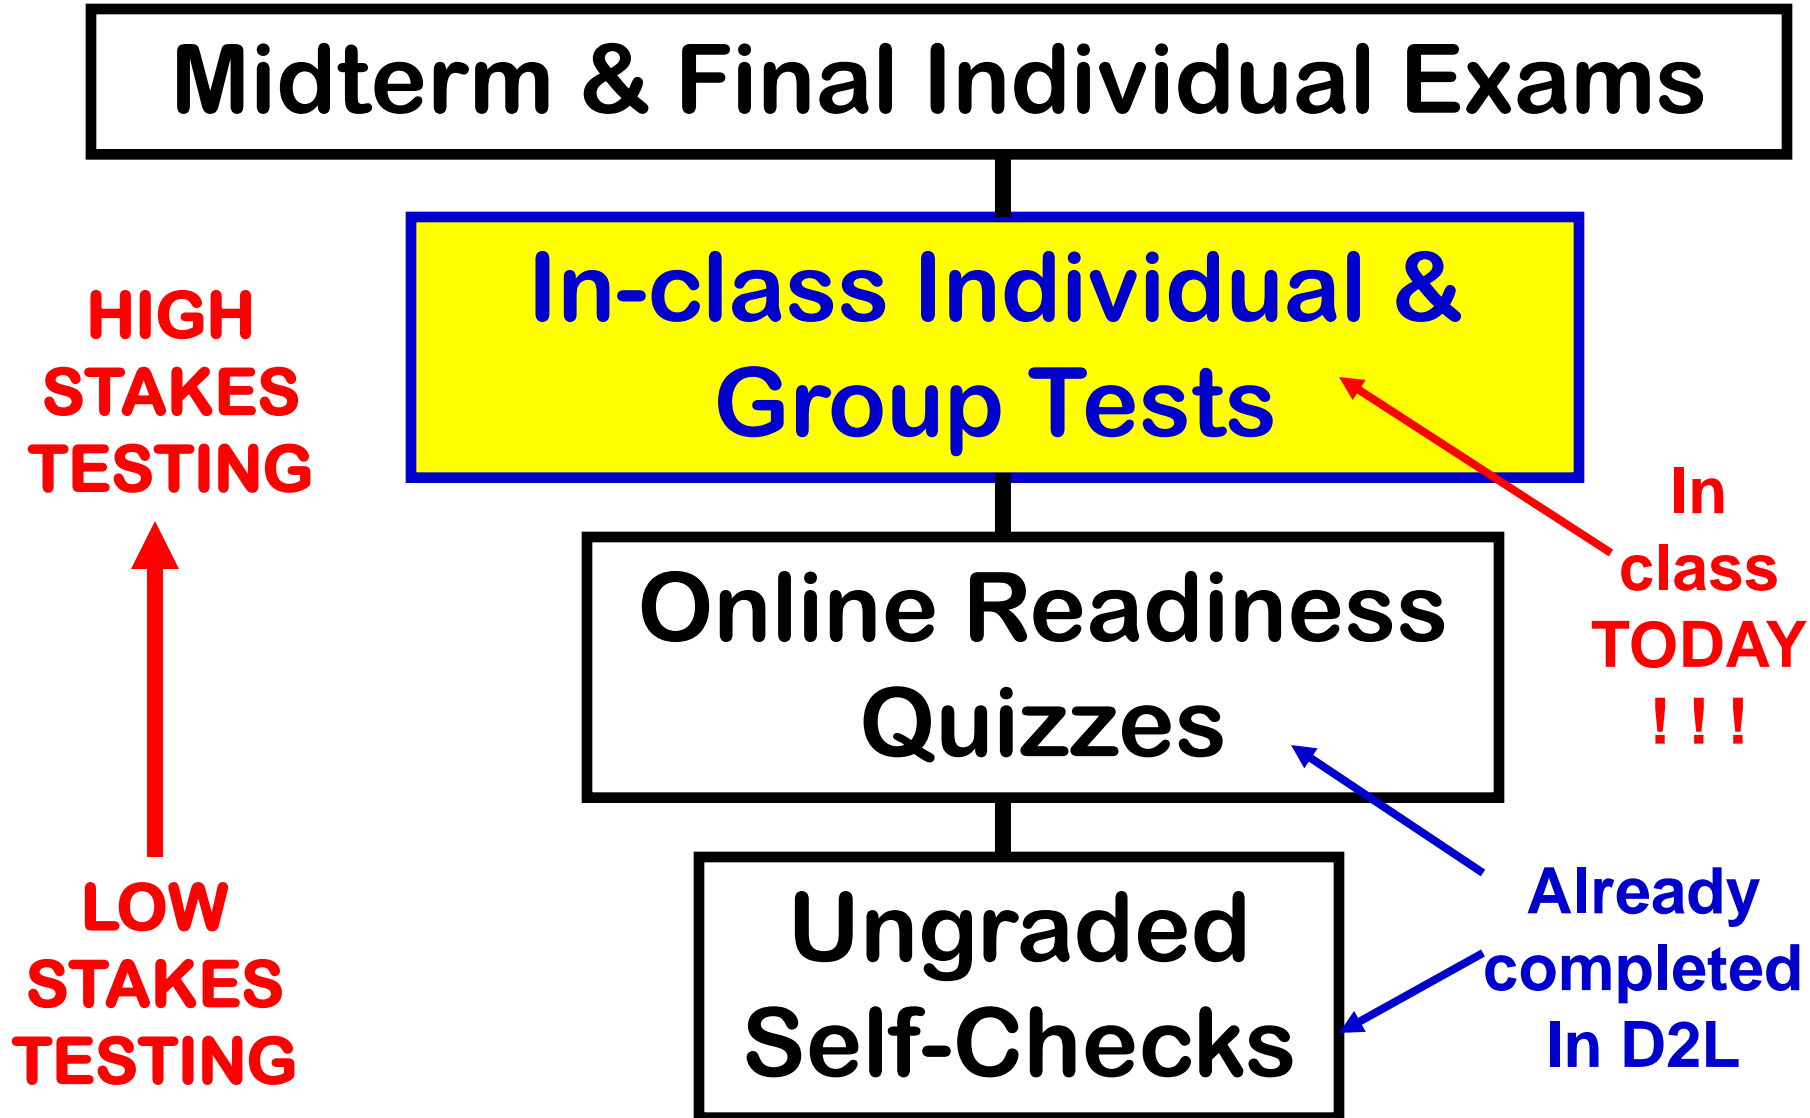 Midterm & Final Individual Exams
In-class Individual &
Group Tests
HIGH
STAKES
TESTING
In
class
TODAY
! ! !
Online Readiness
Quizzes
LOW
STAKES
TESTING
Ungraded
Self-Checks
Already
completed
In D2L